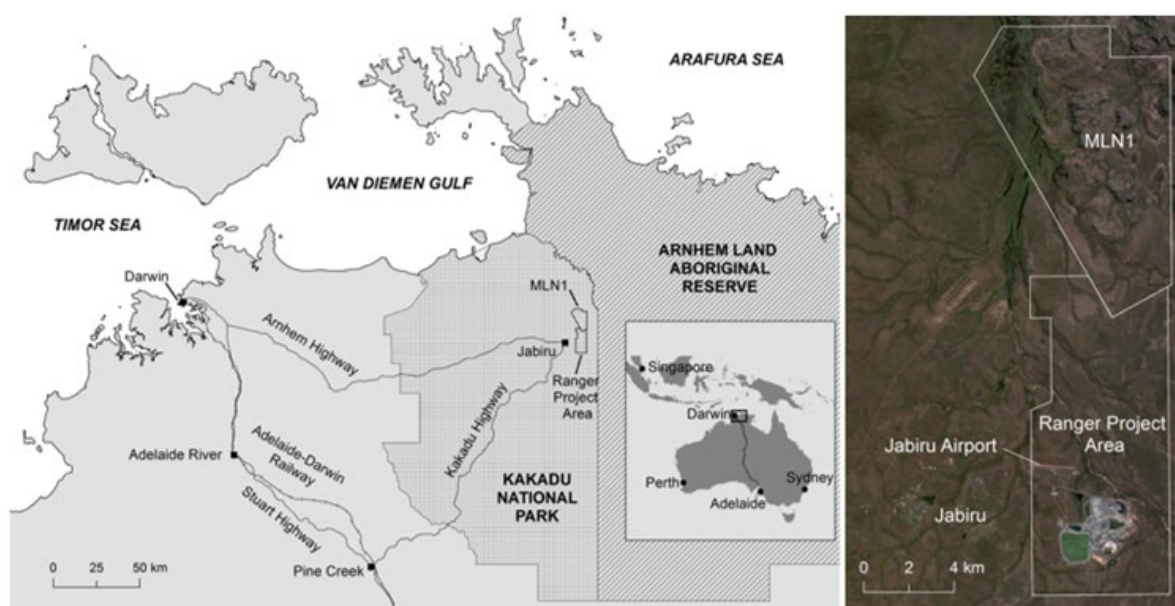 ARAFURA SEA
VAN DIEMEN GULF
TIMOR SEA
Darwin
ARNHEM LAND
ABORIGINAL
RESERVE
MLN1
Arnhem Highway
Jabiru
Ranger
Project
Area
Kakadu Highway
Adelaide River
Adelaide-Darwin
Railway
Stuart Highway
KAKADU
NATIONAL
PARK
Pine Creek
0 25 50 km
Singapore
Darwin
Perth
Adelaide
Sydney
MLN1
Ranger Project
Area
Jabiru Airport
Jabiru
0 2 4 km